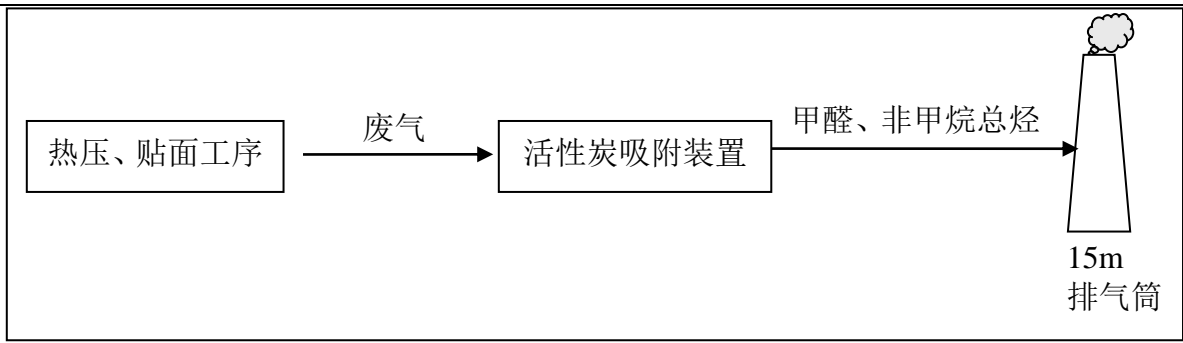 热压、贴面工序
废气
活性炭吸附装置
甲醛、非甲烷总烃
15m
排气筒